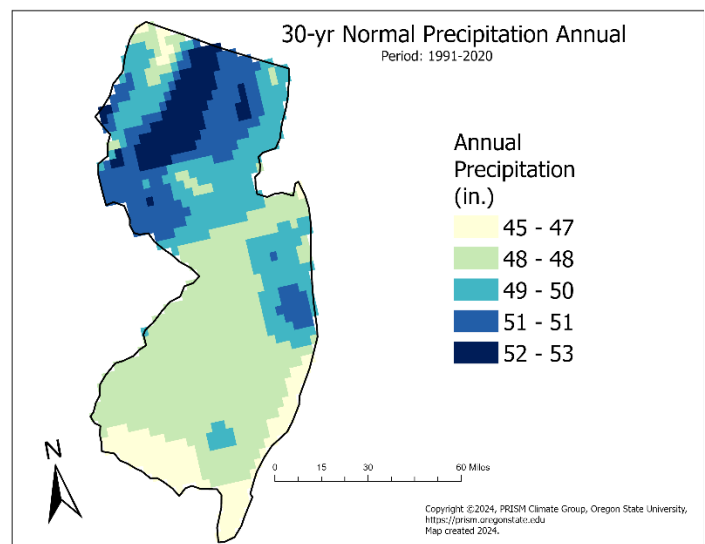 30-yr Normal Precipitation Annual
Period: 1991-2020
Annual
Precipitation
(in.)
45 - 47
48 - 48
49 - 50
51 - 51
52 - 53
N
0 15 30 60 Miles
Copyright ©2024, PRISM Climate Group, Oregon State University,
https://prism.oregonstate.edu
Map created 2024.